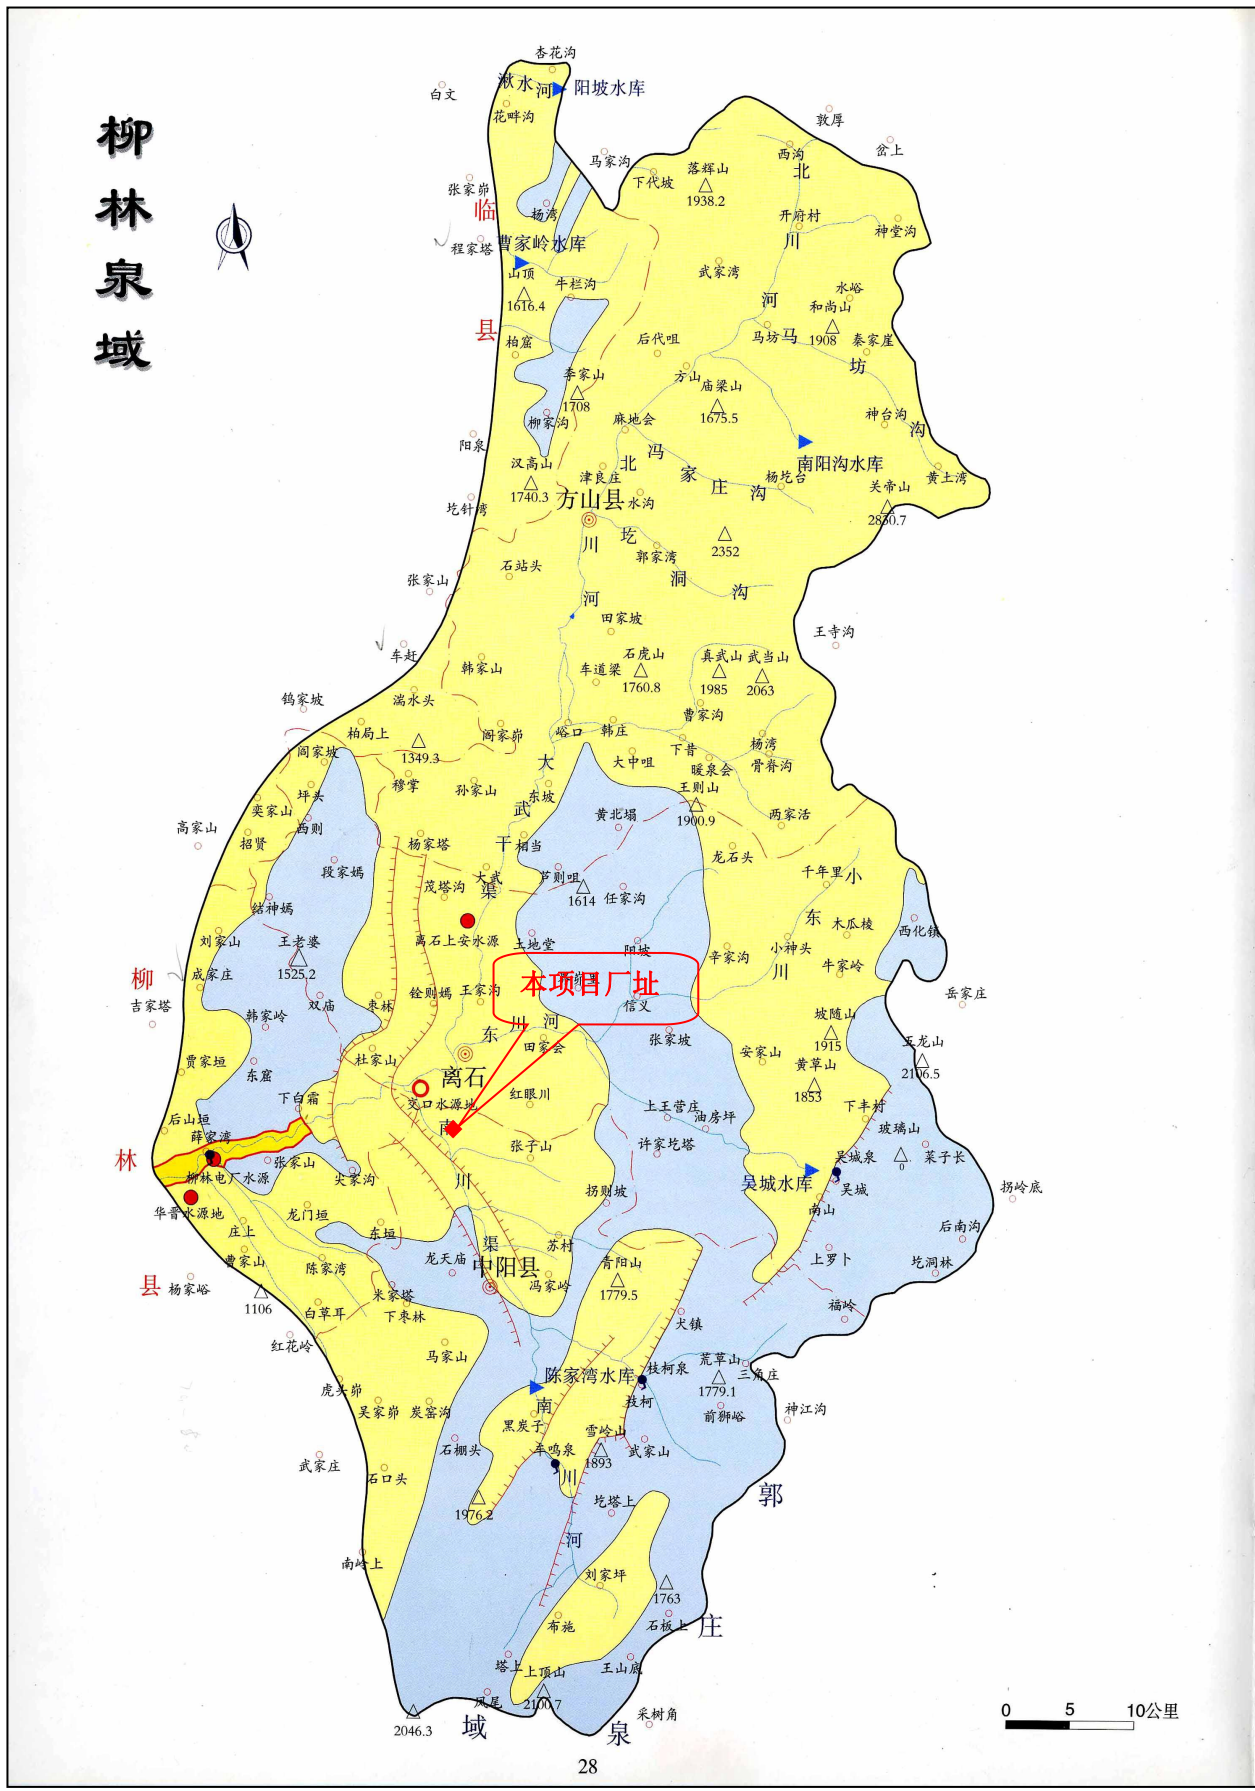 柳林泉域
杏花沟
湫水河
阳坡水库
白文
花畔沟
敦厚
岔上
马家沟
西沟
北
落辉山
1938.2
下代坡
张家峁
临
杨湾
开府村
川
神堂沟
程家塔
曹家岭水库
武家湾
山顶
1616.4
牛栏沟
水峪
河
和尚山
1908
县
柏窟
后代咀
马坊
马
秦家崖
坊
方山
李家山
1708
庙梁山
1675.5
柳家沟
麻地会
神台沟
沟
阳泉
冯
家
庄
沟
南阳沟水库
汉高山
1740.3
津良庄
北
杨圪台
黄土湾
关帝山
2830.7
圪针湾
方山县
水沟
川
圪
郭家湾
2352
洞
沟
石站头
张家山
河
田家坡
王寺沟
车赶
韩家山
车道梁
石虎山
1760.8
真武山
1985
武当山
2063
湍水头
钨家坡
曹家沟
柏局上
1349.3
阎家峁
峪口
韩庄
下昔
杨湾
阎家坡
大
大中咀
暖泉会
骨脊沟
穆掌
孙家山
东坡
王则山
1900.9
坪头
奕家山
武
黄北塌
两家活
高家山
西则
招贤
杨家塔
干
相当
龙石头
段家嫣
大武
渠
芦则咀
1614
任家沟
千年里
小
茂塔沟
结神嫣
东
木瓜棱
西化镇
刘家山
王老婆
1525.2
离石上安水源
土地堂
阳坡
辛家沟
小神头
川
牛家岭
柳
成家庄
本项目厂址
吉家塔
双庙
枣林
铨则嫣
王家沟
信义
岳家庄
韩家岭
川
河
东
田家会
张家坡
坡随山
1915
五龙山
2106.5
贾家垣
东窟
杜家山
离石
安家山
黄草山
1853
下白霜
交口水源地
红眼川
上王营庄
油房坪
下丰村
后山垣
南
玻璃山
0
薛家湾
张子山
许家圪塔
林
张家山
柳林电厂水源
尖家沟
川
吴城水库
吴城泉
吴城
菜子长
拐岭底
拐则坡
华晋水源地
龙门垣
南山
庄上
东垣
渠
苏村
后南沟
曹家山
陈家湾
龙天庙
中阳县
冯家岭
青阳山
1779.5
上罗卜
圪洞林
县
杨家峪
1106
米家塔
白草耳
下枣林
福岭
犬镇
红花岭
马家山
陈家湾水库
枝柯泉
荒草山
1779.1
三角庄
虎头峁
吴家峁
炭窑沟
南
枝柯
前狮峪
神江沟
黑炭子
石棚头
车鸣泉
雪岭山
1893
武家山
武家庄
石口头
川
郭
1976.2
圪塔上
河
南岭上
刘家坪
1763
布施
石板上
庄
塔上
上顶山
2100.7
王山底
凤尾
2046.3
域
泉
采树角
0 5 10公里
28